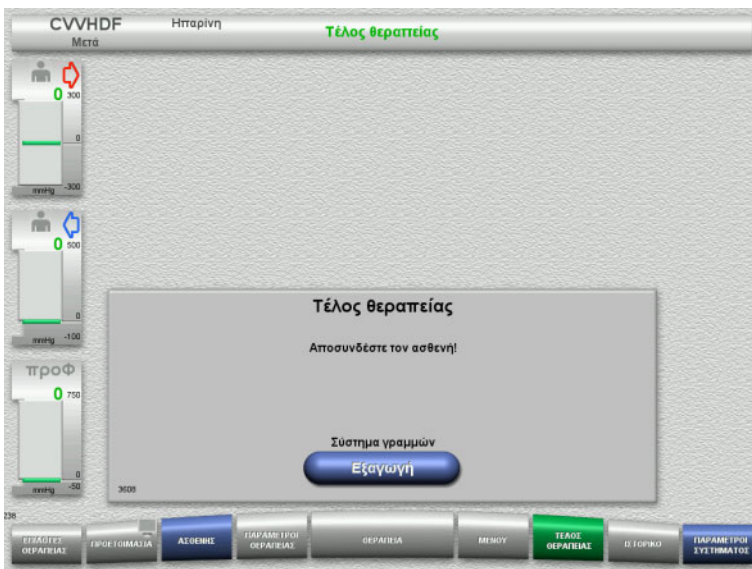 CVVHDF
Μετά
Ηπαρίνη
Τέλος θεραπείας
0
300
0
-300
mmHg
0
500
0
-100
mmHg
προΦ
0
750
0
-50
mmHg
Τέλος θεραπείας
Αποσυνδέστε τον ασθενή!
Σύστημα γραμμών
Εξαγωγή
3608
236
ΕΠΙΛΟΓΕΣ
ΘΕΡΑΠΕΙΑΣ
ΠΡΟΕΤΟΙΜΑΣΙΑ
ΑΣΘΕΝΗΣ
ΠΑΡΑΜΕΤΡΟΙ
ΘΕΡΑΠΕΙΑΣ
ΘΕΡΑΠΕΙΑ
ΜΕΝΟΥ
ΤΕΛΟΣ
ΘΕΡΑΠΕΙΑΣ
ΙΣΤΟΡΙΚΟ
ΠΑΡΑΜΕΤΡΟΙ
ΣΥΣΤΗΜΑΤΟΣ